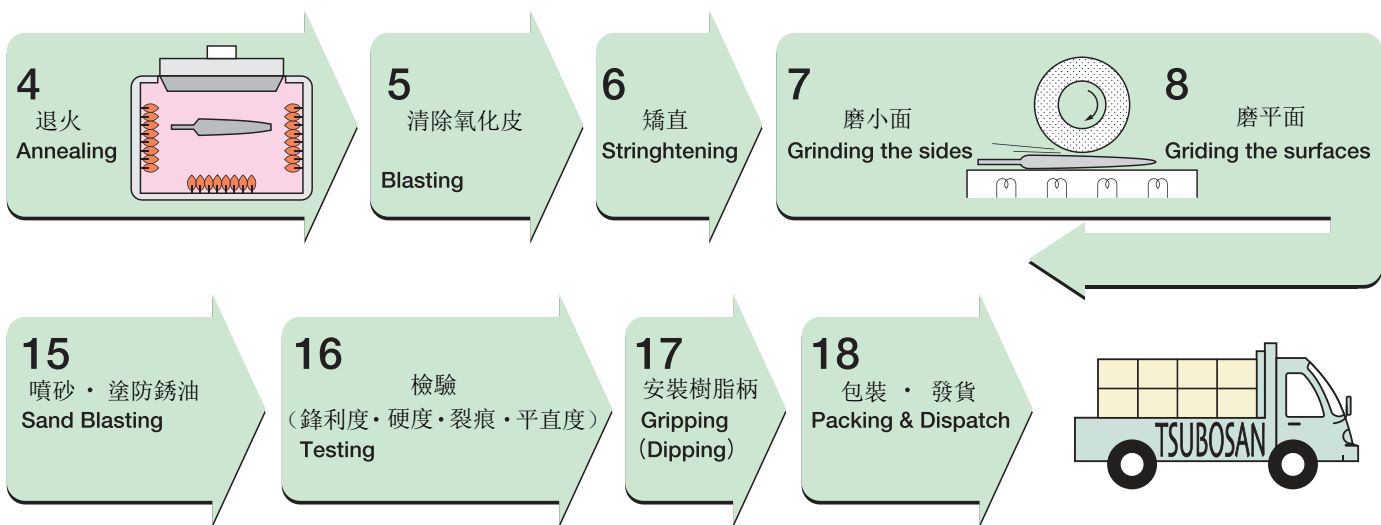 4
退火
Annealing
5
清除氧化皮
Blasting
6
矯直
Stringhtening
7
磨小面
Grinding the sides
8
磨平面
Griding the surfaces
15
噴砂・塗防銹油
Sand Blasting
16
檢驗
（鋒利度・硬度・裂痕・平直度）
Testing
17
安裝樹脂柄
Gripping
（Dipping）
18
包裝・發貨
Packing & Dispatch
TSUBOSAN